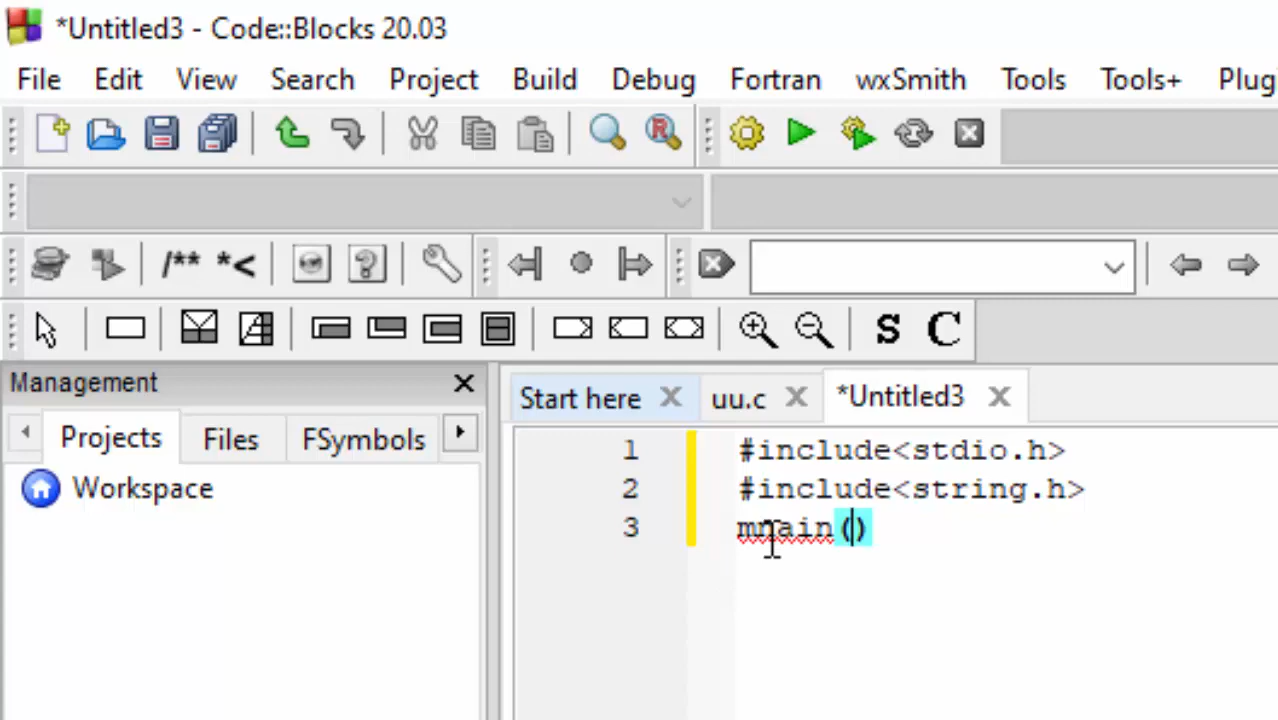 *Untitled3 - Code::Blocks 20.03
File Edit View Search Project Build Debug Fortran wxSmith Tools Tools+ Plug
/** *<
S C
Management
Projects Files FSymbols
Workspace
Start here uu.c *Untitled3
1 #include<stdio.h>
2 #include<string.h>
3 mnain()